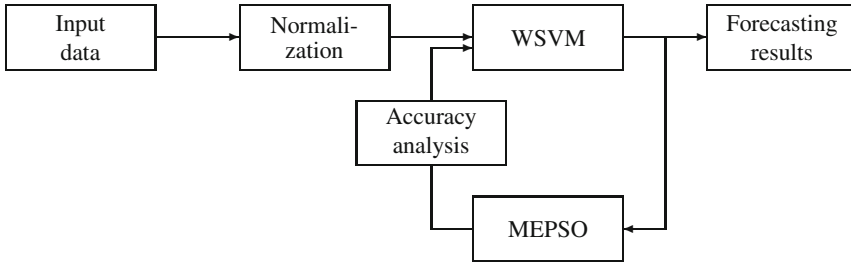 Input
data
Normali-
zation
WSVM
Forecasting
results
Accuracy
analysis
MEPSO